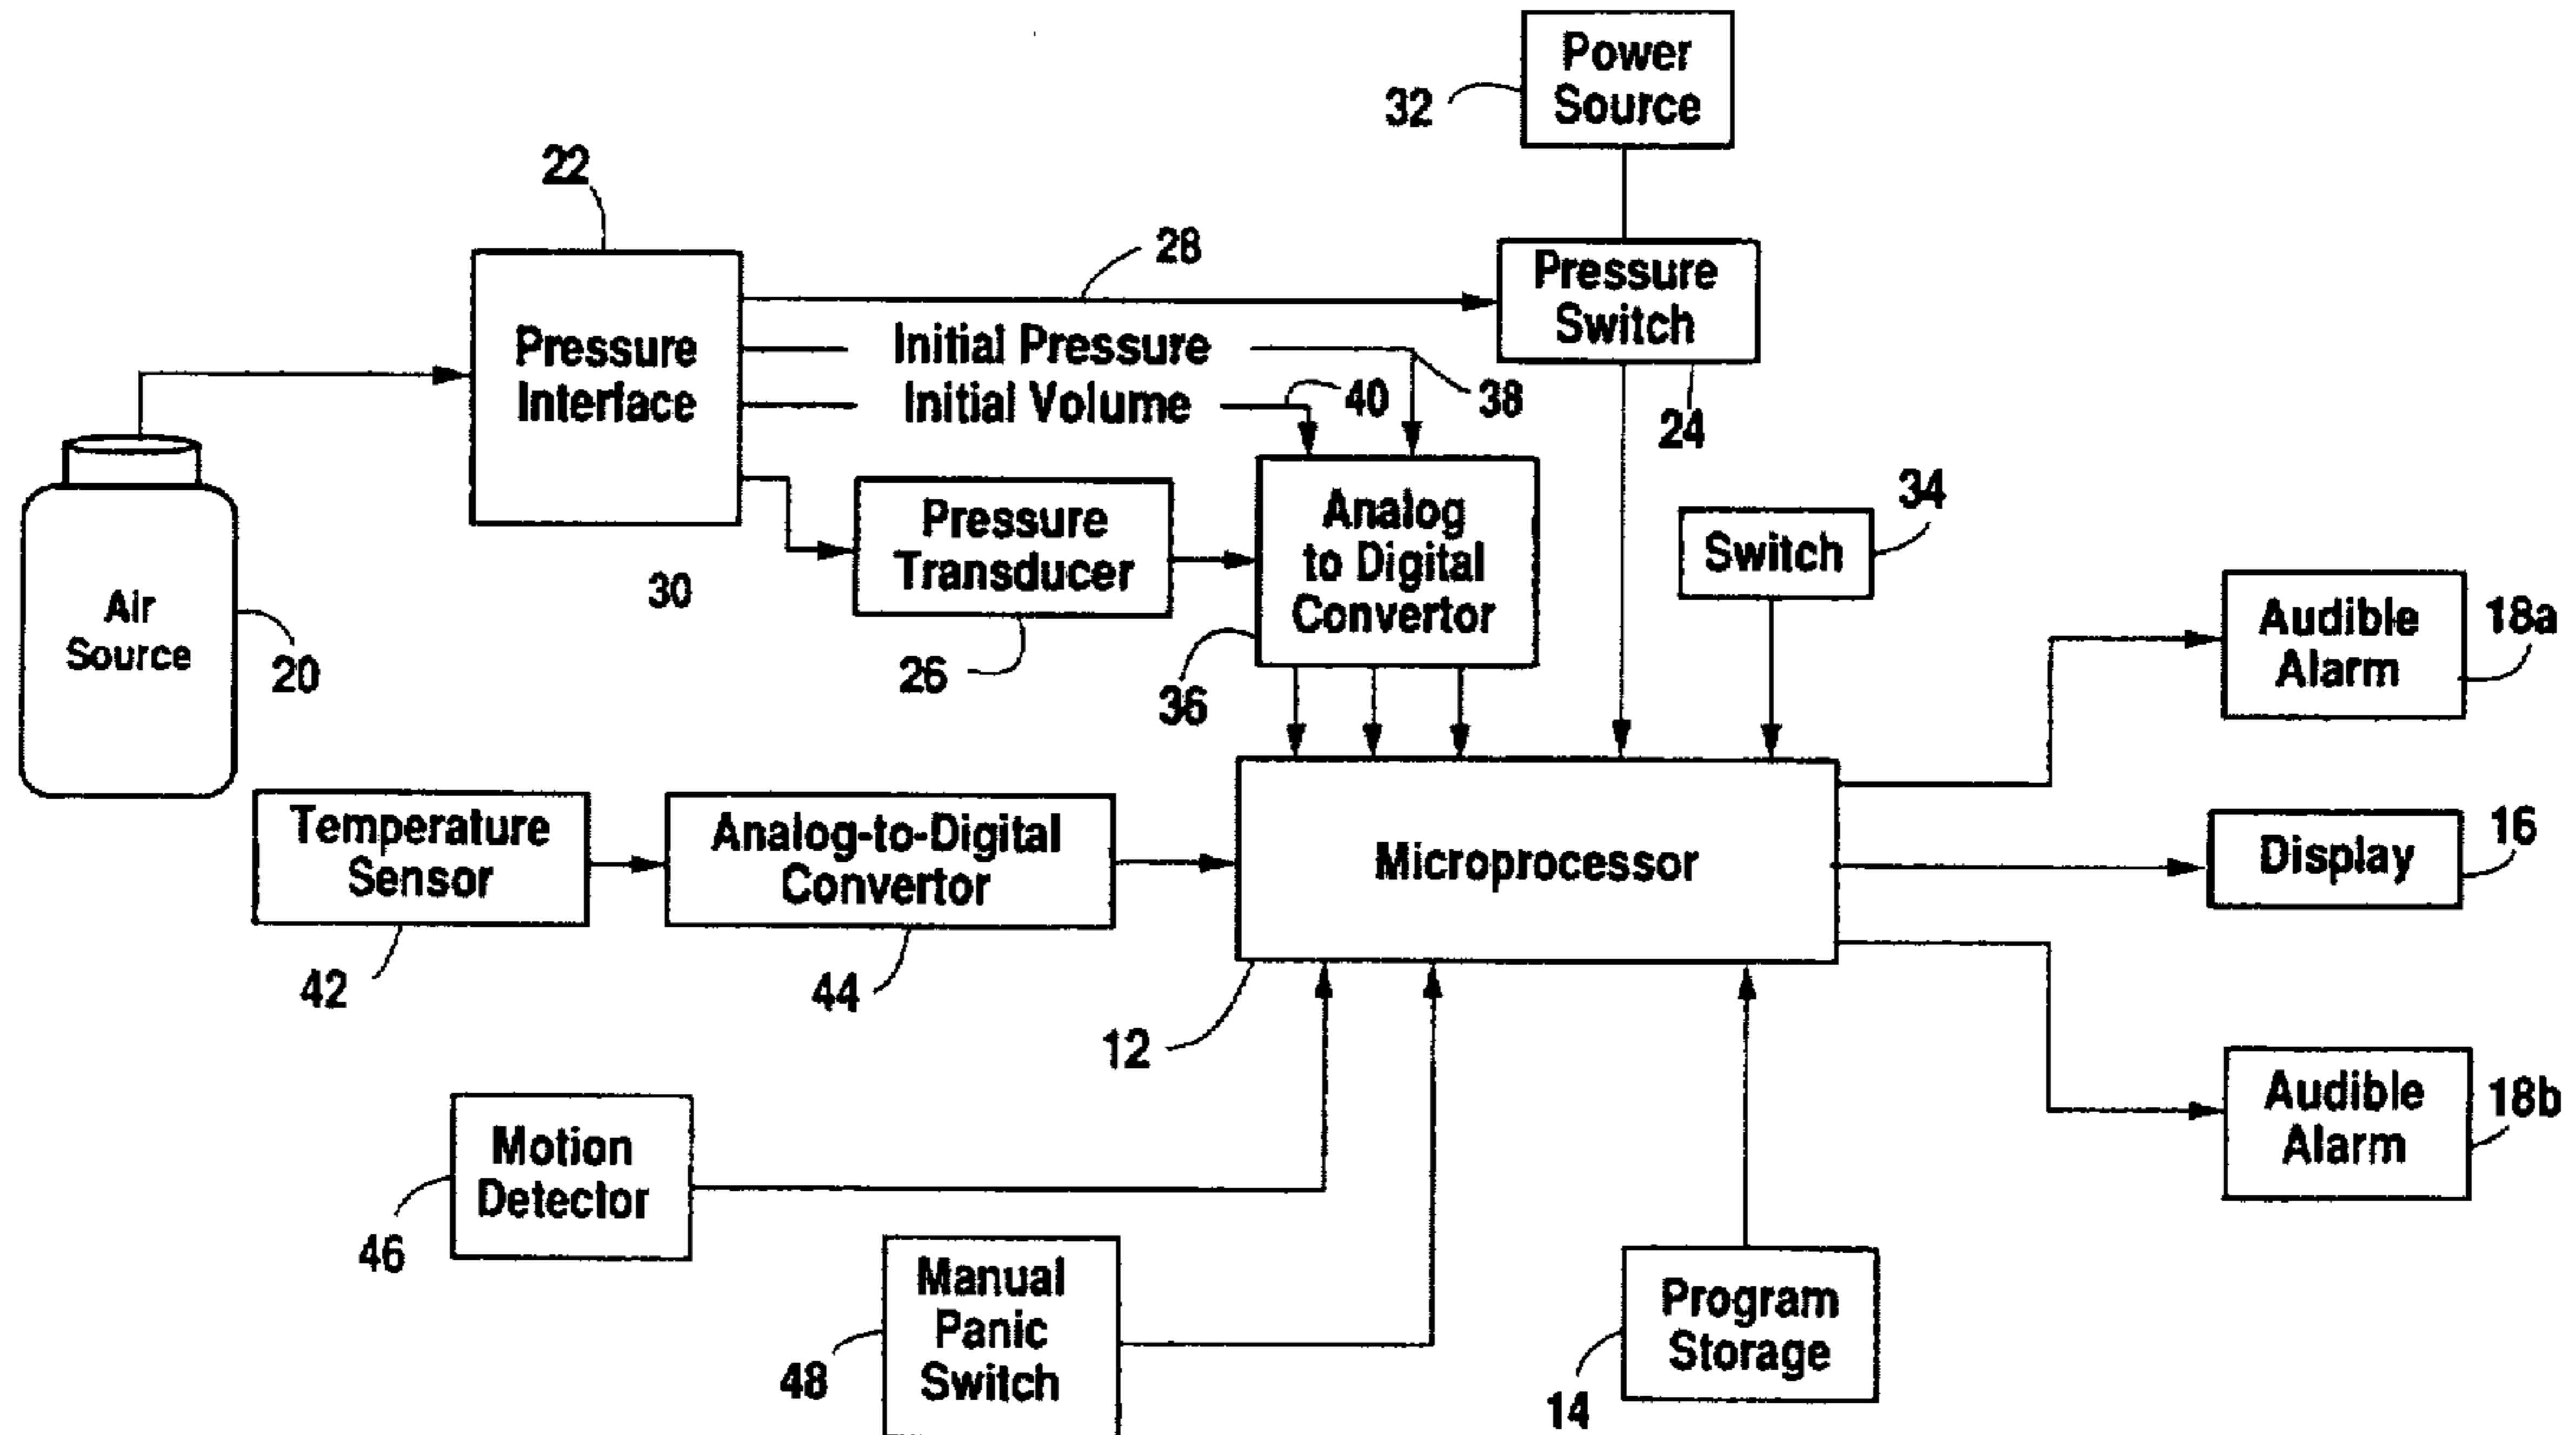 Power
Source
32
22
28
Pressure
Switch
24
Pressure
Interface
Initial Pressure
38
Initial Volume
40
30
Pressure
Transducer
26
Analog
to Digital
Convertor
36
Switch
34
Air
Source
20
Audible
Alarm
18a
Temperature
Sensor
42
Analog-to-Digital
Convertor
44
Microprocessor
12
Display
16
Audible
Alarm
18b
Motion
Detector
46
Manual
Panic
Switch
48
Program
Storage
14